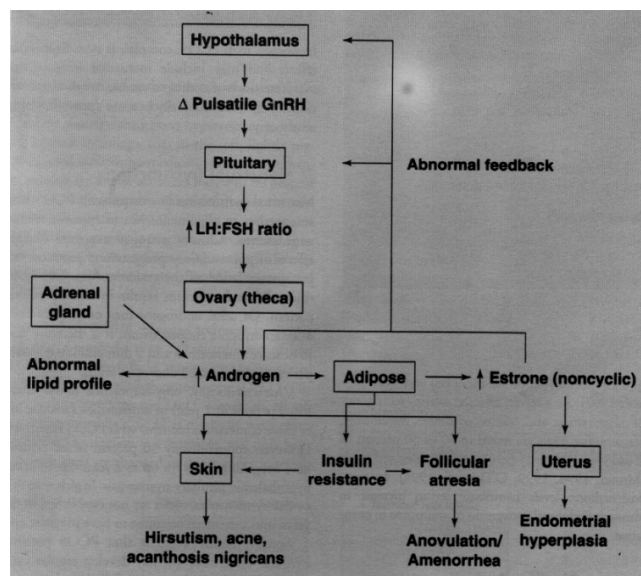 Hypothalamus
Δ Pulsatile GnRH
Pituitary
Abnormal feedback
↑ LH:FSH ratio
Ovary (theca)
Adrenal
gland
Abnormal
lipid profile
↑ Androgen
Adipose
↑ Estrone (noncyclic)
Skin
Insulin
resistance
Follicular
atresia
Uterus
Hirsutism, acne,
acanthosis nigricans
Anovulation/
Amenorrhea
Endometrial
hyperplasia